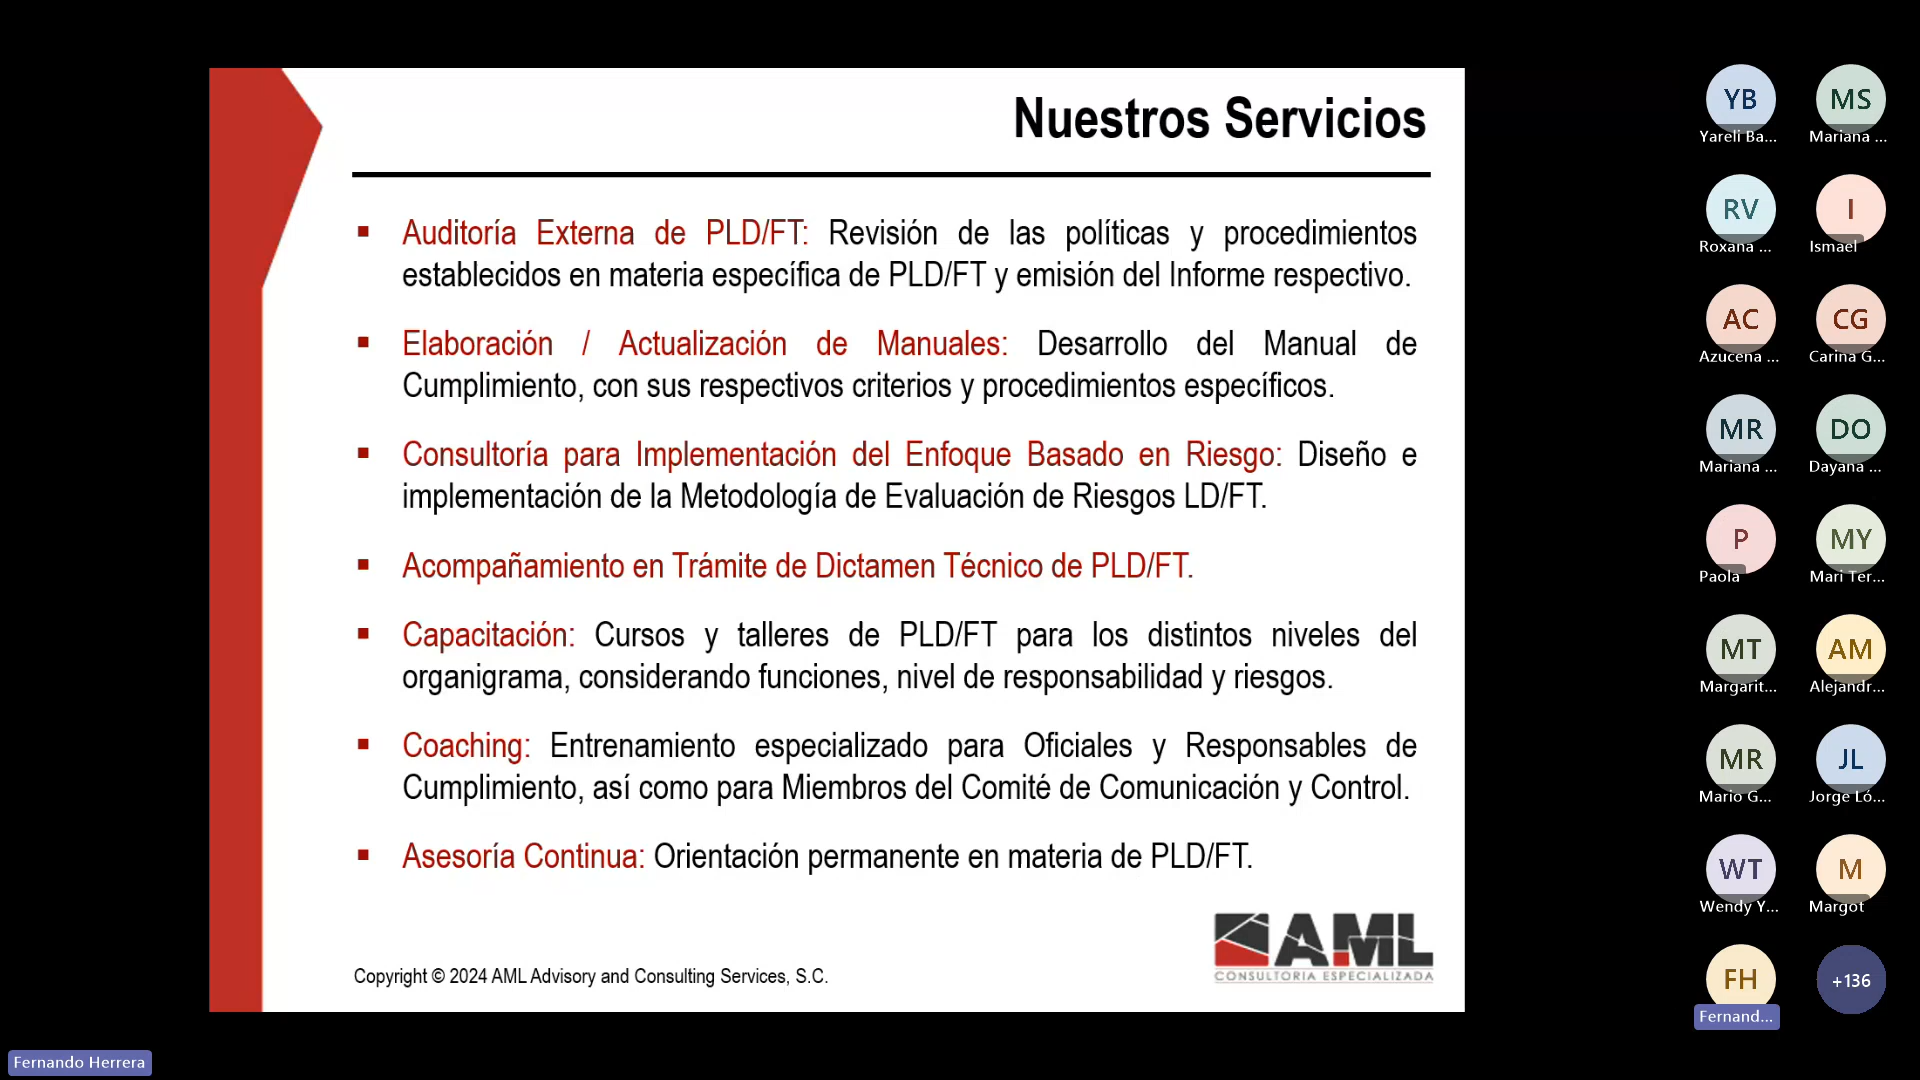 Nuestros Servicios
Auditoría Externa de PLD/FT: Revisión de las políticas y procedimientos
establecidos en materia específica de PLD/FT y emisión del Informe respectivo.
Elaboración / Actualización de Manuales: Desarrollo del Manual de
Cumplimiento, con sus respectivos criterios y procedimientos específicos.
Consultoría para Implementación del Enfoque Basado en Riesgo: Diseño e
implementación de la Metodología de Evaluación de Riesgos LD/FT.
Acompañamiento en Trámite de Dictamen Técnico de PLD/FT.
Capacitación: Cursos y talleres de PLD/FT para los distintos niveles del
organigrama, considerando funciones, nivel de responsabilidad y riesgos.
Coaching: Entrenamiento especializado para Oficiales y Responsables de
Cumplimiento, así como para Miembros del Comité de Comunicación y Control.
Asesoría Continua: Orientación permanente en materia de PLD/FT.
AML
CONSULTORIA ESPECIALIZADA
Copyright © 2024 AML Advisory and Consulting Services, S.C.
YB MS
Yareli Ba... Mariana ...
RV I
Roxana ... Ismael
AC CG
Azucena ... Carina G...
MR DO
Mariana ... Dayana ...
P MY
Paola Mari Ter...
MT AM
Margarit... Alejandr...
MR JL
Mario G... Jorge Ló...
WT M
Wendy Y... Margot
FH +136
Fernand...
Fernando Herrera